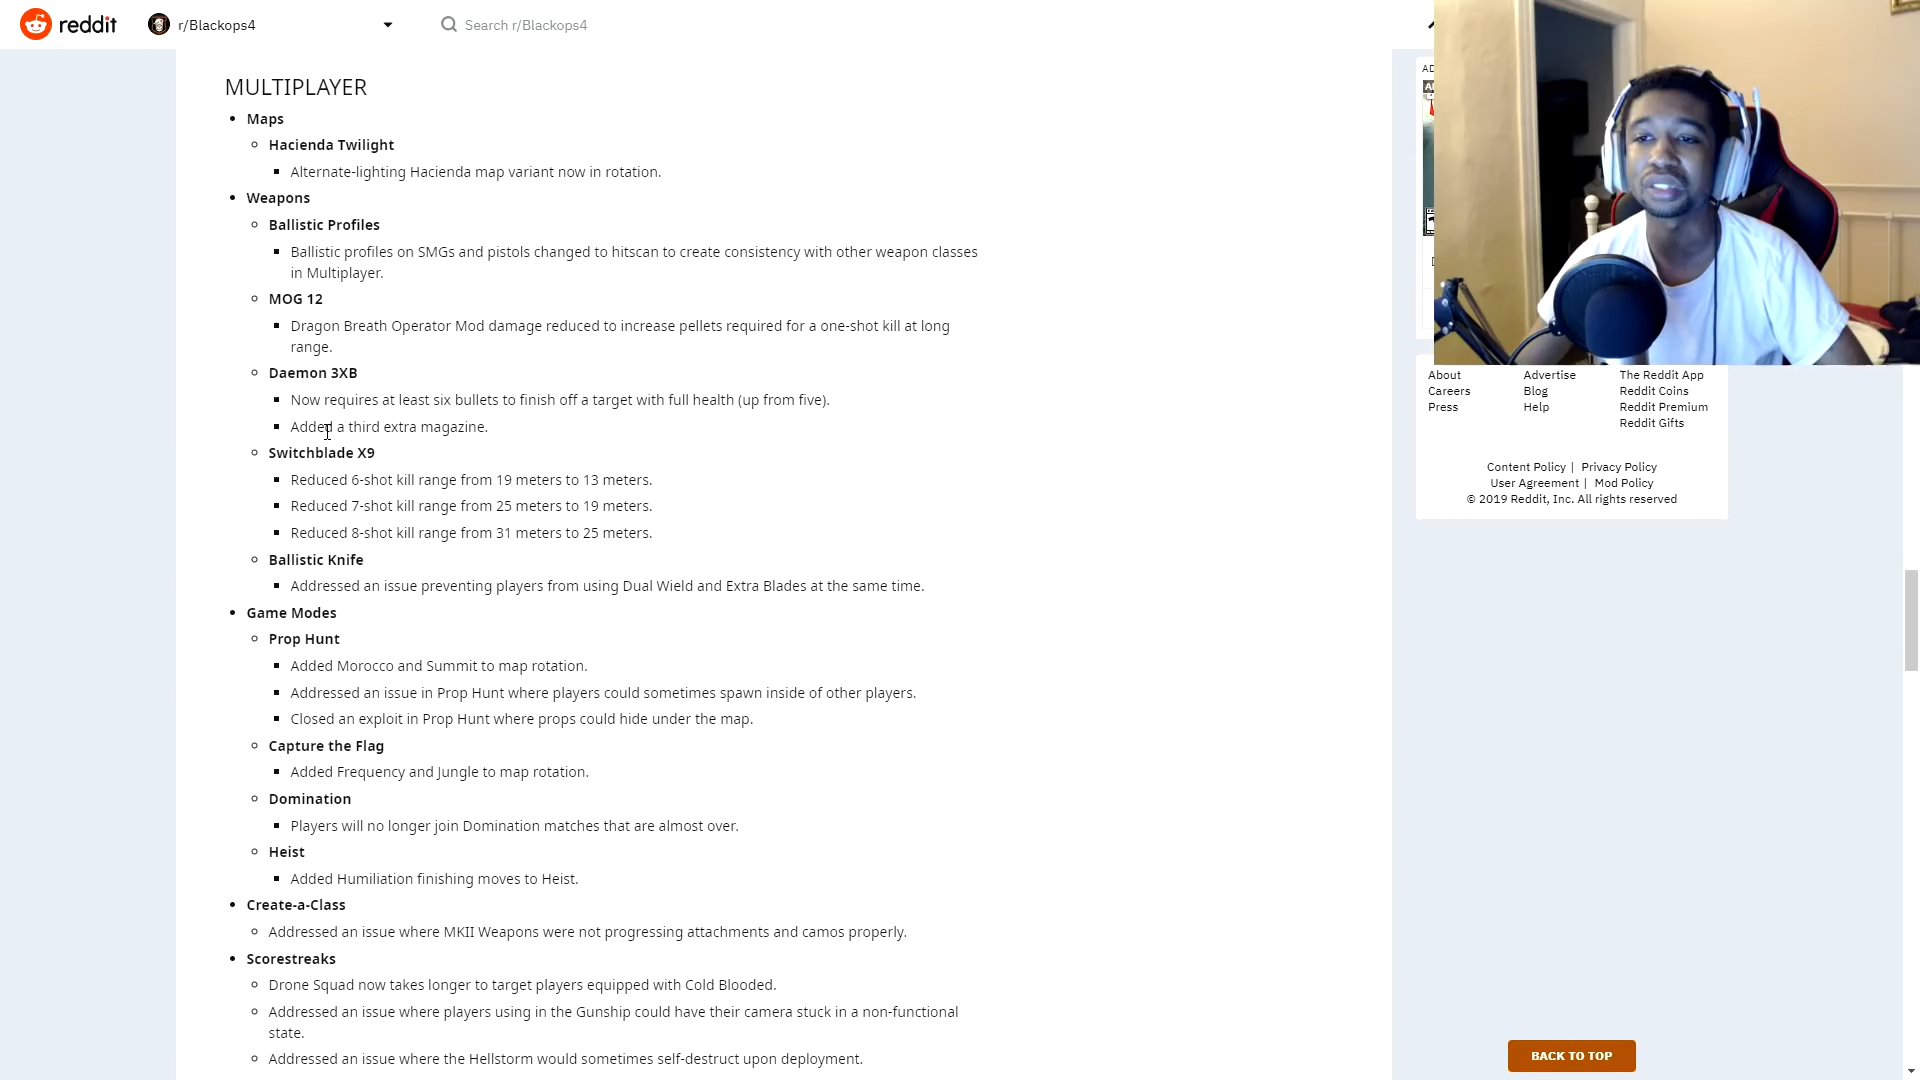 reddit
r/Blackops4
Search r/Blackops4
MULTIPLAYER
Maps
Hacienda Twilight
Alternate-lighting Hacienda map variant now in rotation.
Weapons
Ballistic Profiles
Ballistic profiles on SMGs and pistols changed to hitscan to create consistency with other weapon classes
in Multiplayer.
MOG 12
Dragon Breath Operator Mod damage reduced to increase pellets required for a one-shot kill at long
range.
Daemon 3XB
Now requires at least six bullets to finish off a target with full health (up from five).
Added a third extra magazine.
Switchblade X9
Reduced 6-shot kill range from 19 meters to 13 meters.
Reduced 7-shot kill range from 25 meters to 19 meters.
Reduced 8-shot kill range from 31 meters to 25 meters.
Ballistic Knife
Addressed an issue preventing players from using Dual Wield and Extra Blades at the same time.
Game Modes
Prop Hunt
Added Morocco and Summit to map rotation.
Addressed an issue in Prop Hunt where players could sometimes spawn inside of other players.
Closed an exploit in Prop Hunt where props could hide under the map.
Capture the Flag
Added Frequency and Jungle to map rotation.
Domination
Players will no longer join Domination matches that are almost over.
Heist
Added Humiliation finishing moves to Heist.
Create-a-Class
Addressed an issue where MKII Weapons were not progressing attachments and camos properly.
Scorestreaks
Drone Squad now takes longer to target players equipped with Cold Blooded.
Addressed an issue where players using in the Gunship could have their camera stuck in a non-functional
state.
Addressed an issue where the Hellstorm would sometimes self-destruct upon deployment.
About Advertise The Reddit App
Careers Blog Reddit Coins
Press Help Reddit Premium
Reddit Gifts
Content Policy | Privacy Policy
User Agreement | Mod Policy
© 2019 Reddit, Inc. All rights reserved
BACK TO TOP